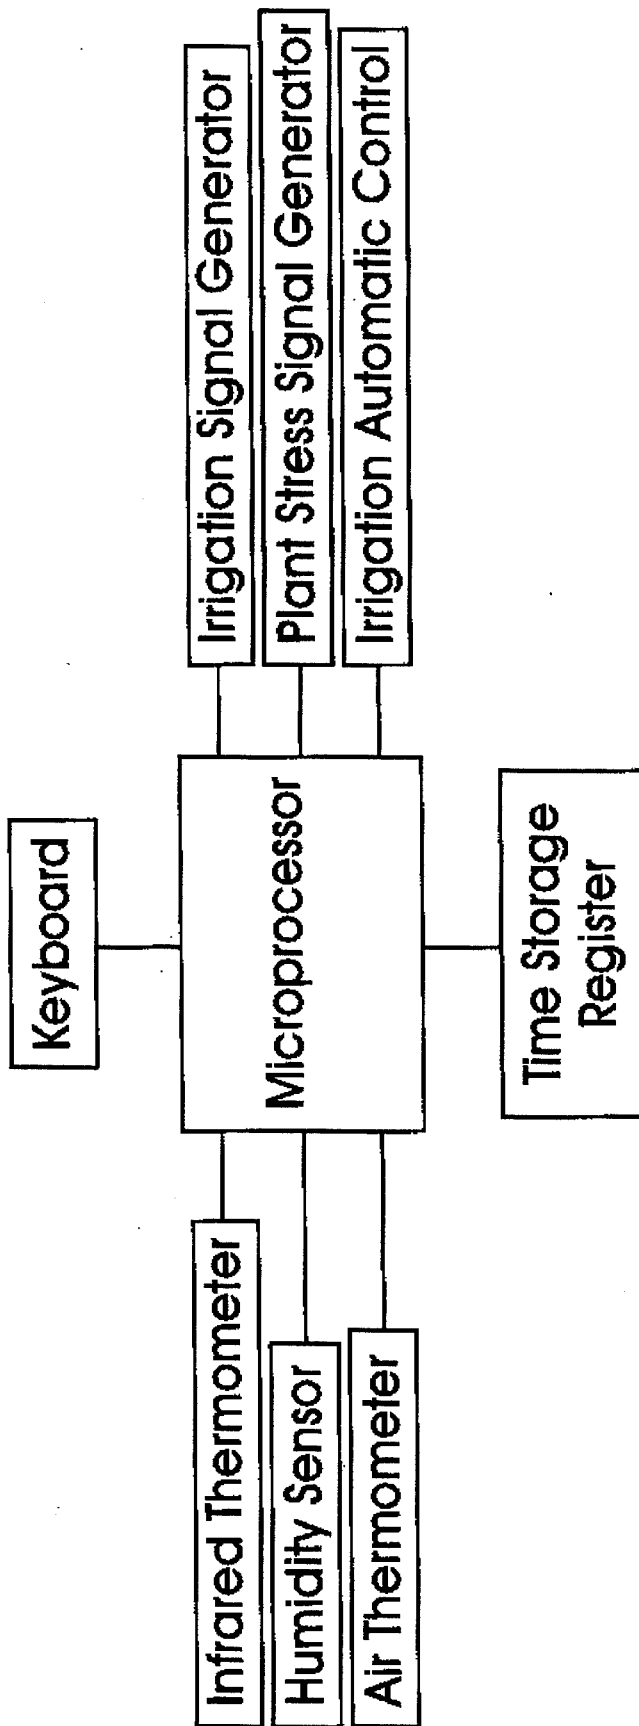 Keyboard
Infrared Thermometer
Humidity Sensor
Air Thermometer
Microprocessor
Irrigation Signal Generator
Plant Stress Signal Generator
Irrigation Automatic Control
Time Storage
Register